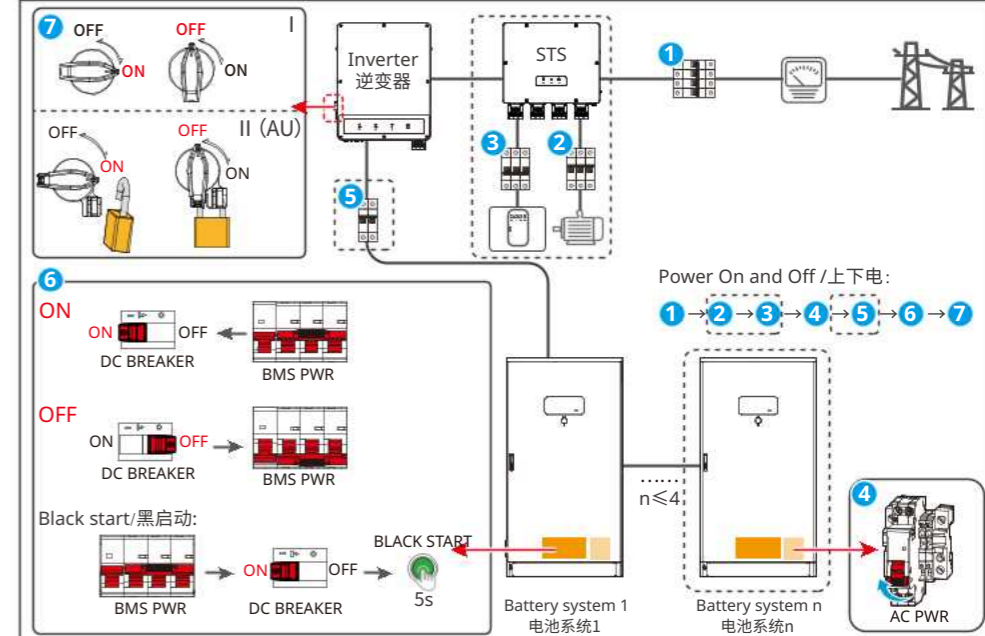 7
OFF
ON
OFF
ON
I
OFF
ON
OFF
ON
II (AU)
Inverter
逆变器
STS
1
3
2
5
Power On and Off /上下电:
1 → 2 → 3 → 4 → 5 → 6 → 7
6
ON
ON
OFF
DC BREAKER
BMS PWR
OFF
ON
OFF
DC BREAKER
BMS PWR
Black start/黑启动:
BMS PWR
ON
OFF
DC BREAKER
BLACK START
5s
……
n≤4
Battery system 1
电池系统1
Battery system n
电池系统n
4
AC PWR